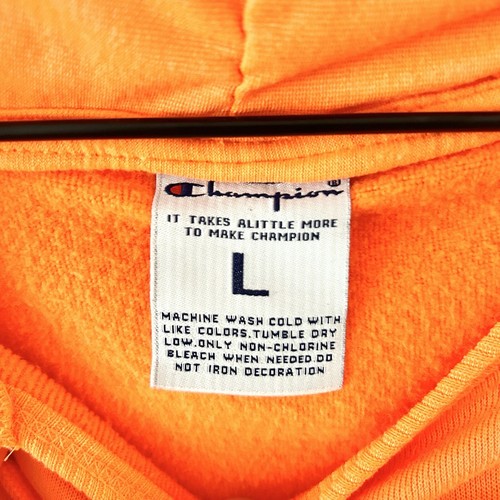 Champion
IT TAKES ALITTLE MORE
TO MAKE CHAMPION
L
MACHINE WASH COLD WITH
LIKE COLORS.TUMBLE DRY
LOW.ONLY NON-CHLORINE
BLEACH WHEN NEEDED.DO
NOT IRON DECORATION